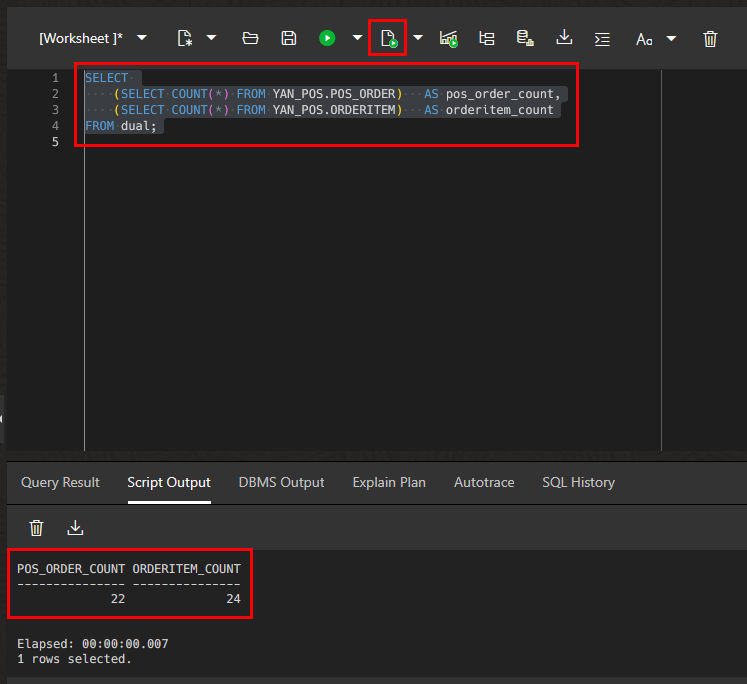 [Worksheet ]*
Aa
1 SELECT
2 (SELECT COUNT(*) FROM YAN_POS.POS_ORDER) AS pos_order_count,
3 (SELECT COUNT(*) FROM YAN_POS.ORDERITEM) AS orderitem_count
4 FROM dual;
5
Query Result Script Output DBMS Output Explain Plan Autotrace SQL History
POS_ORDER_COUNT ORDERITEM_COUNT
--------------- ---------------
22 24
Elapsed: 00:00:00.007
1 rows selected.